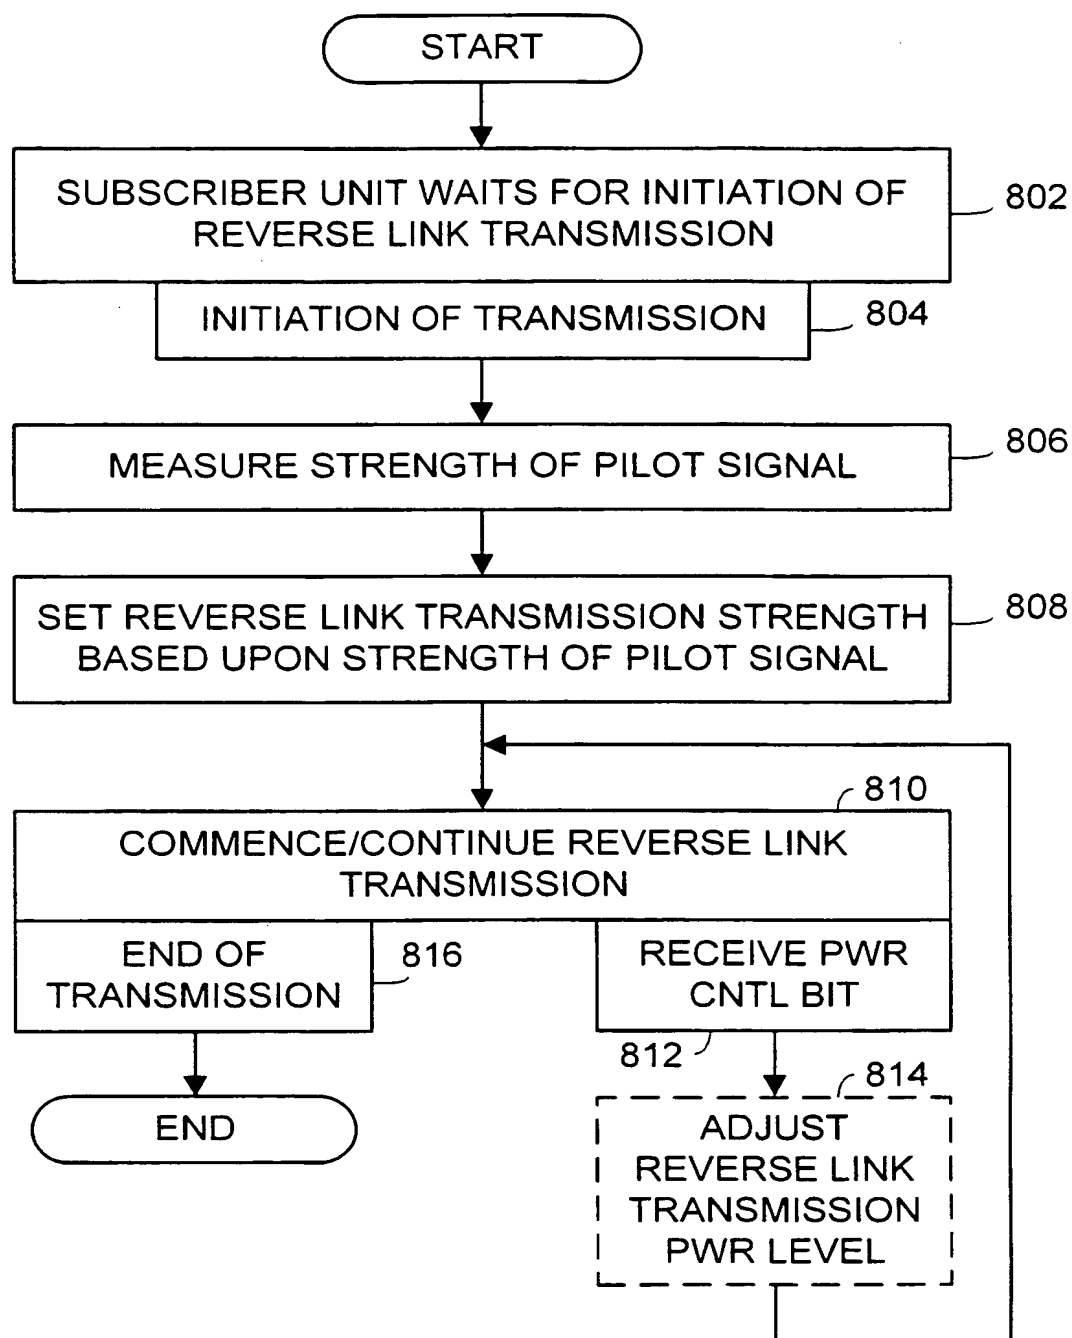 START
SUBSCRIBER UNIT WAITS FOR INITIATION OF
REVERSE LINK TRANSMISSION
802
INITIATION OF TRANSMISSION
804
MEASURE STRENGTH OF PILOT SIGNAL
806
SET REVERSE LINK TRANSMISSION STRENGTH
BASED UPON STRENGTH OF PILOT SIGNAL
808
810
COMMENCE/CONTINUE REVERSE LINK
TRANSMISSION
END OF
TRANSMISSION
816
RECEIVE PWR
CNTL BIT
812
END
814
ADJUST
REVERSE LINK
TRANSMISSION
PWR LEVEL